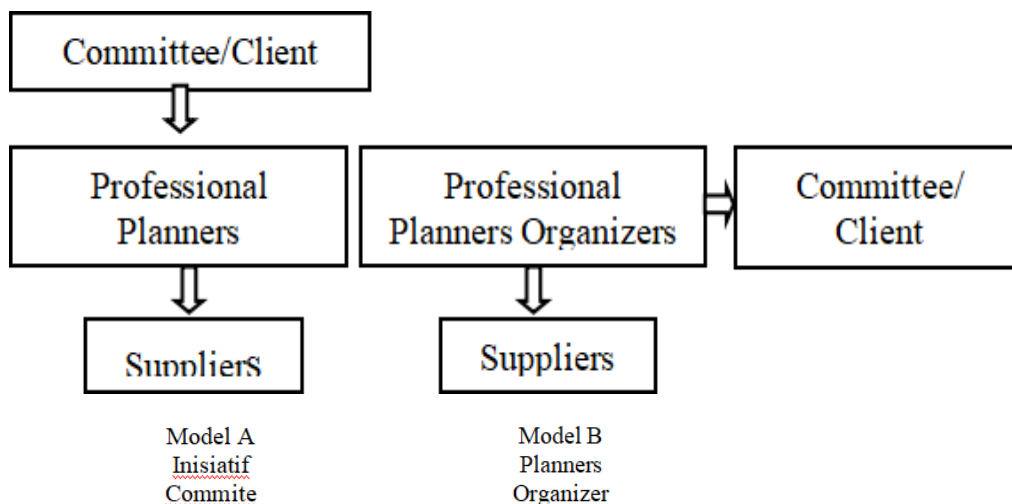 Committee/Client
Professional
Planners
Professional
Planners Organizers
Committee/
Client
Suppliers
Suppliers
Model A
Inisiatif
Commite
Model B
Planners
Organizer